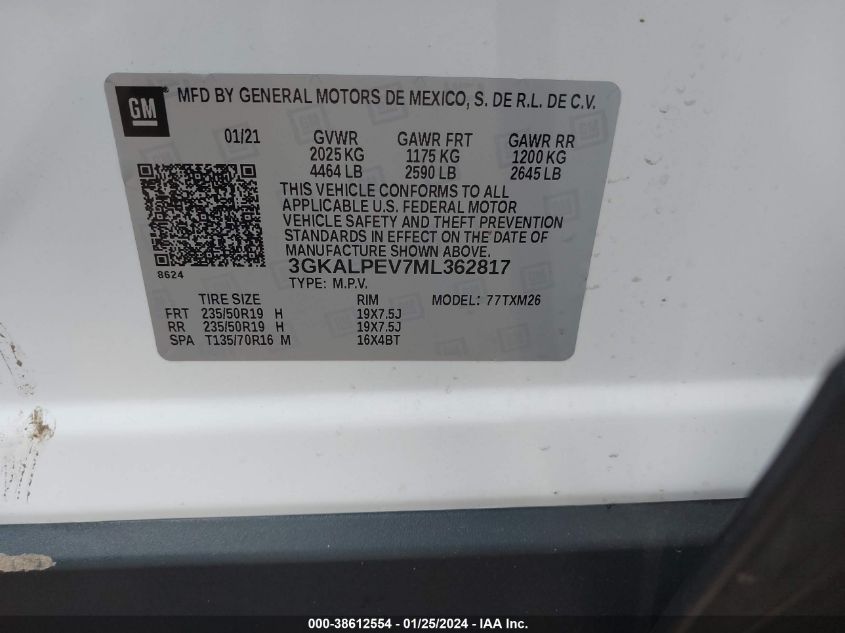 GM ® MFD BY GENERAL MOTORS DE MEXICO, S. DE R.L. DE C.V.
01/21 GVWR GAWR FRT GAWR RR
2025 KG 1175 KG 1200 KG
4464 LB 2590 LB 2645 LB
THIS VEHICLE CONFORMS TO ALL
APPLICABLE U.S. FEDERAL MOTOR
VEHICLE SAFETY AND THEFT PREVENTION
STANDARDS IN EFFECT ON THE DATE OF
MANUFACTURE SHOWN ABOVE.
8624 3GKALPEV7ML362817
TYPE: M.P.V.
TIRE SIZE RIM MODEL: 77TXM26
FRT 235/50R19 H 19X7.5J
RR 235/50R19 H 19X7.5J
SPA T135/70R16 M 16X4BT
000-38612554 - 01/25/2024 - IAA Inc.